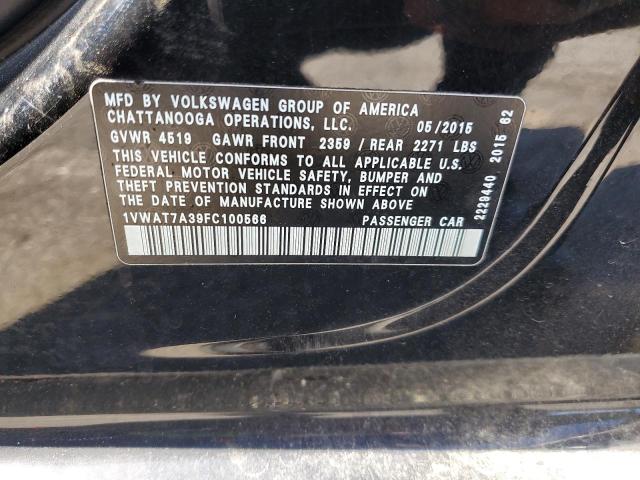 MFD BY VOLKSWAGEN GROUP OF AMERICA
CHATTANOOGA OPERATIONS, LLC. 05/2015
GVWR 4519 GAWR FRONT 2359 / REAR 2271 LBS
THIS VEHICLE CONFORMS TO ALL APPLICABLE U.S.
FEDERAL MOTOR VEHICLE SAFETY, BUMPER AND
THEFT PREVENTION STANDARDS IN EFFECT ON
THE DATE OF MANUFACTURE SHOWN ABOVE
1VWAT7A39FC100566 PASSENGER CAR
2229440 2015 62